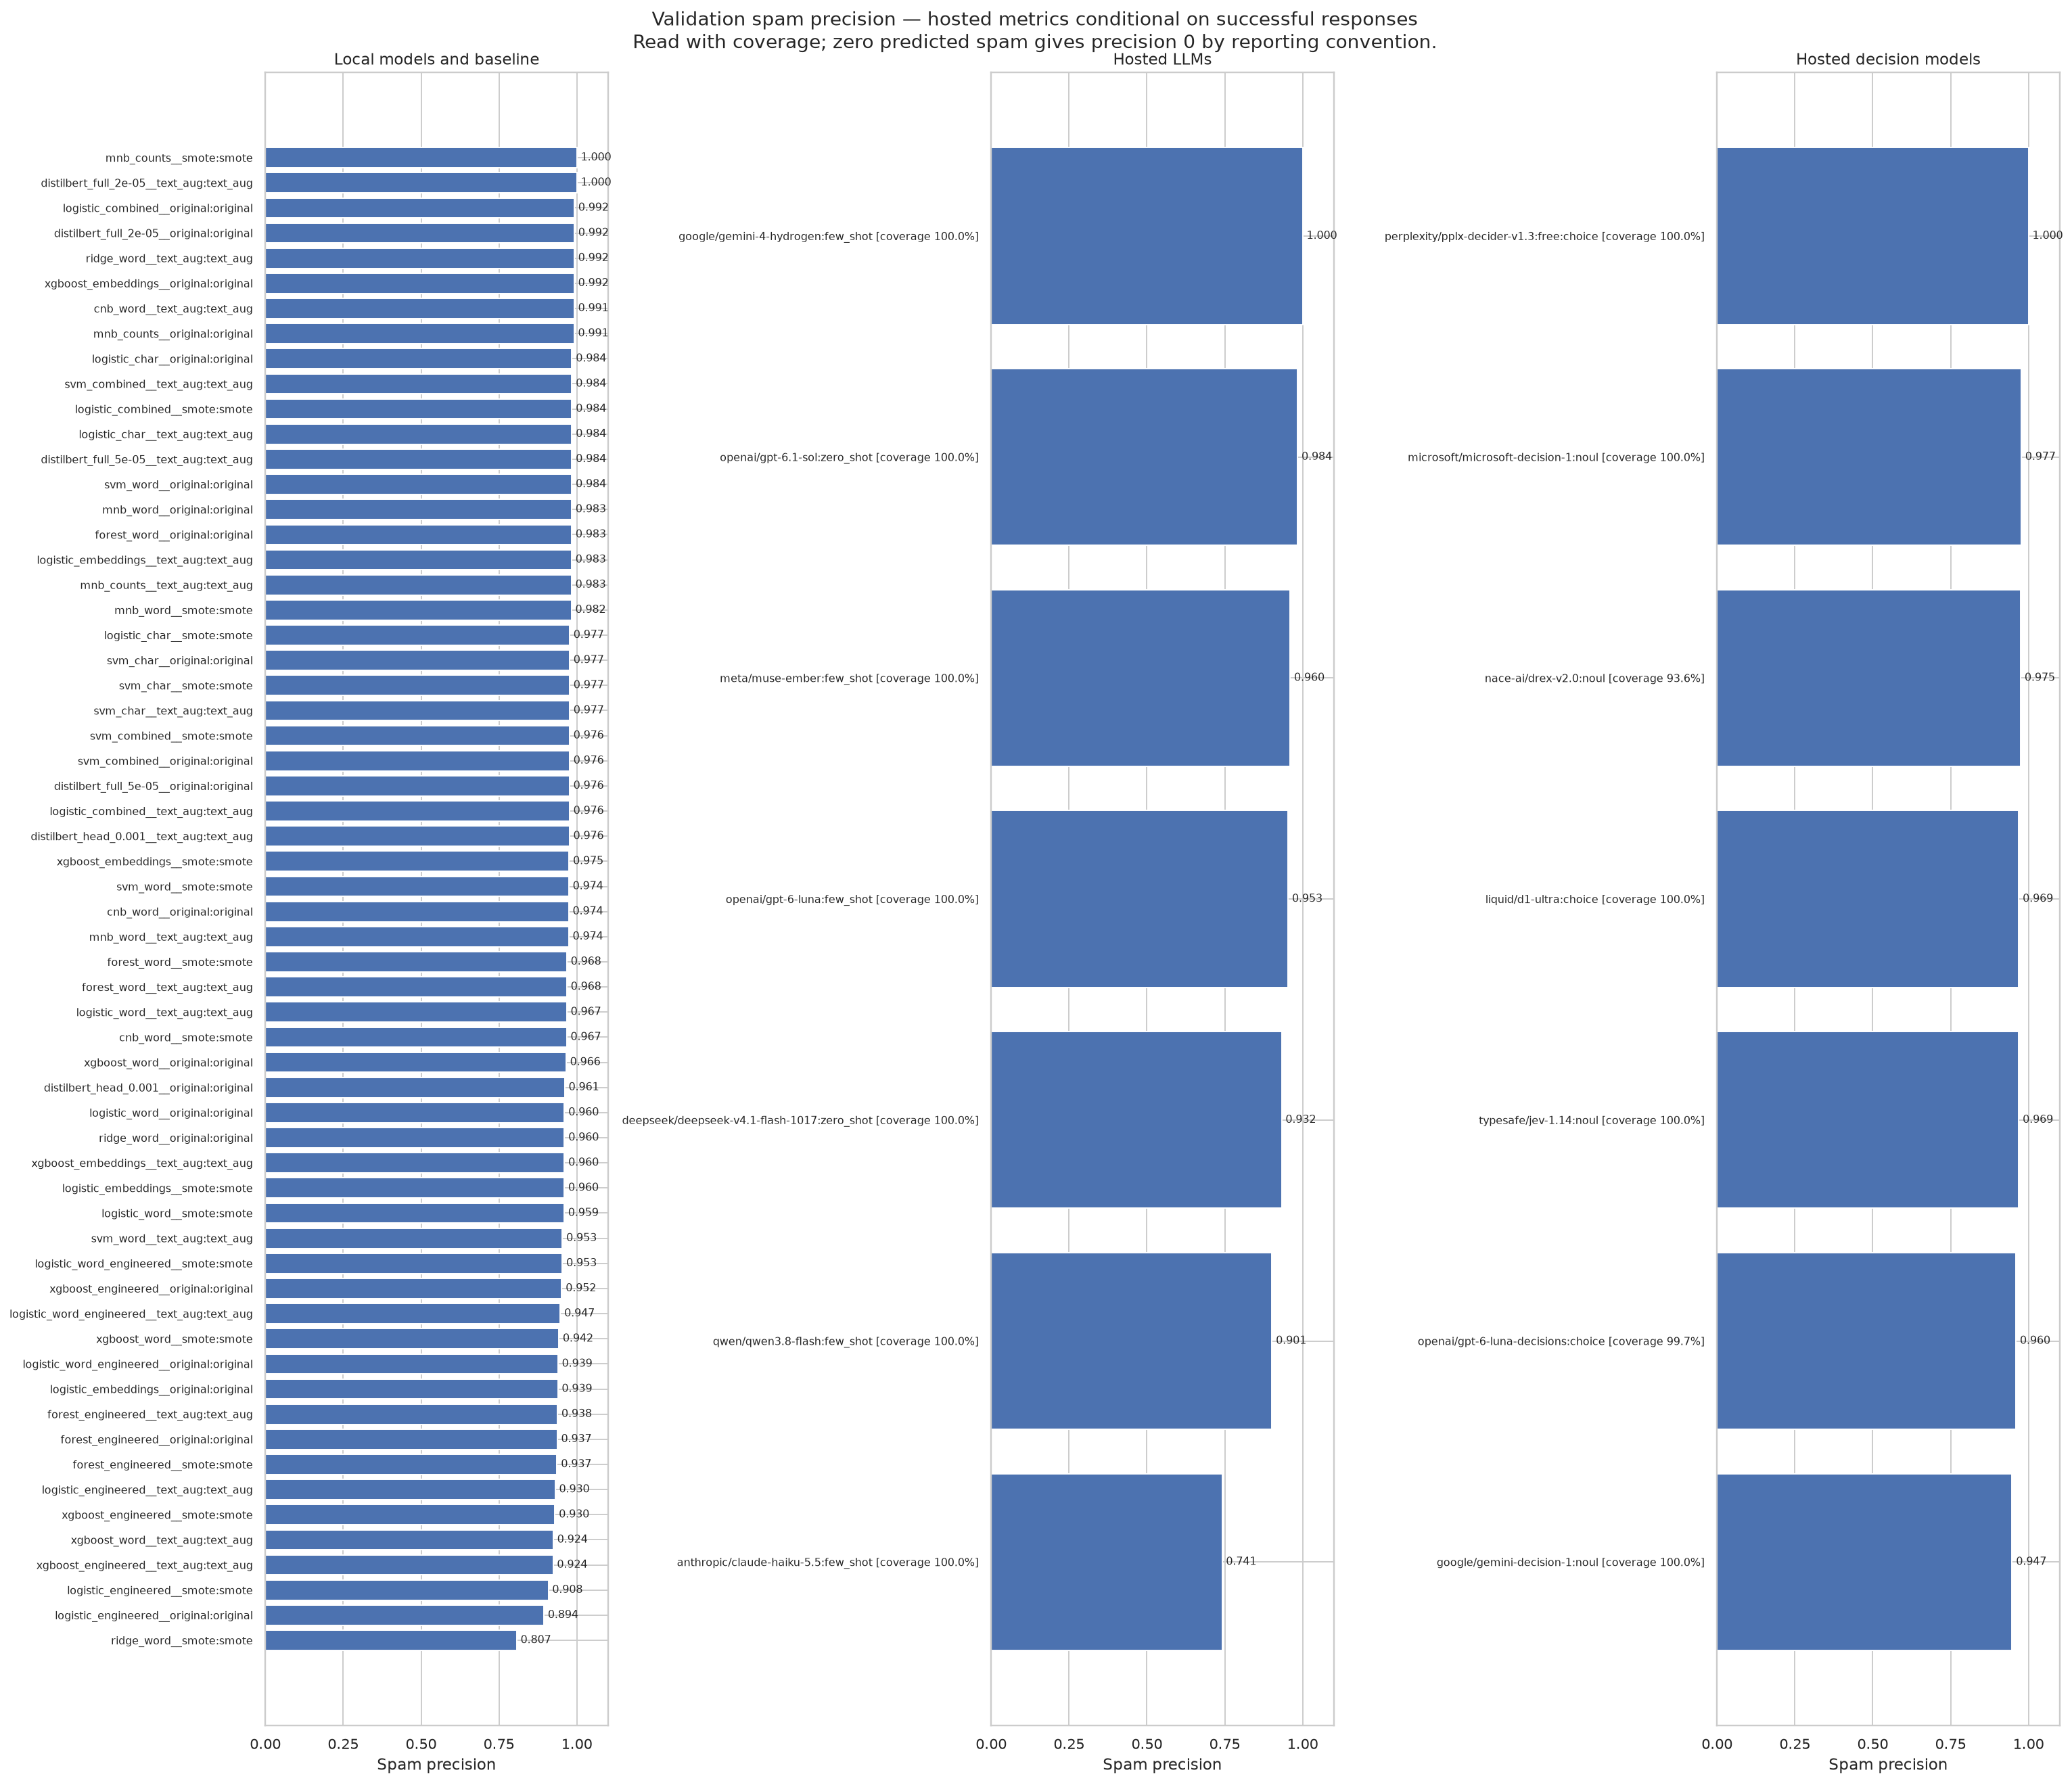 Validation spam precision — hosted metrics conditional on successful responses
Read with coverage; zero predicted spam gives precision 0 by reporting convention.
Local models and baseline
mnb_counts__smote:smote 1.000
distilbert_full_2e-05__text_aug:text_aug 1.000
logistic_combined__original:original 0.992
distilbert_full_2e-05__original:original 0.992
ridge_word__text_aug:text_aug 0.992
xgboost_embeddings__original:original 0.992
cnb_word__text_aug:text_aug 0.991
mnb_counts__original:original 0.991
logistic_char__original:original 0.984
svm_combined__text_aug:text_aug 0.984
logistic_combined__smote:smote 0.984
logistic_char__text_aug:text_aug 0.984
distilbert_full_5e-05__text_aug:text_aug 0.984
svm_word__original:original 0.984
mnb_word__original:original 0.983
forest_word__original:original 0.983
logistic_embeddings__text_aug:text_aug 0.983
mnb_counts__text_aug:text_aug 0.983
mnb_word__smote:smote 0.982
logistic_char__smote:smote 0.977
svm_char__original:original 0.977
svm_char__smote:smote 0.977
svm_char__text_aug:text_aug 0.977
svm_combined__smote:smote 0.976
svm_combined__original:original 0.976
distilbert_full_5e-05__original:original 0.976
logistic_combined__text_aug:text_aug 0.976
distilbert_head_0.001__text_aug:text_aug 0.976
xgboost_embeddings__smote:smote 0.975
svm_word__smote:smote 0.974
cnb_word__original:original 0.974
mnb_word__text_aug:text_aug 0.974
forest_word__smote:smote 0.968
forest_word__text_aug:text_aug 0.968
logistic_word__text_aug:text_aug 0.967
cnb_word__smote:smote 0.967
xgboost_word__original:original 0.966
distilbert_head_0.001__original:original 0.961
logistic_word__original:original 0.960
ridge_word__original:original 0.960
xgboost_embeddings__text_aug:text_aug 0.960
logistic_embeddings__smote:smote 0.960
logistic_word__smote:smote 0.959
svm_word__text_aug:text_aug 0.953
logistic_word_engineered__smote:smote 0.953
xgboost_engineered__original:original 0.952
logistic_word_engineered__text_aug:text_aug 0.947
xgboost_word__smote:smote 0.942
logistic_word_engineered__original:original 0.939
logistic_embeddings__original:original 0.939
forest_engineered__text_aug:text_aug 0.938
forest_engineered__original:original 0.937
forest_engineered__smote:smote 0.937
logistic_engineered__text_aug:text_aug 0.930
xgboost_engineered__smote:smote 0.930
xgboost_word__text_aug:text_aug 0.924
xgboost_engineered__text_aug:text_aug 0.924
logistic_engineered__smote:smote 0.908
logistic_engineered__original:original 0.894
ridge_word__smote:smote 0.807
0.00 0.25 0.50 0.75 1.00
Spam precision
Hosted LLMs
google/gemini-4-hydrogen:few_shot [coverage 100.0%] 1.000
openai/gpt-6.1-sol:zero_shot [coverage 100.0%] 0.984
meta/muse-ember:few_shot [coverage 100.0%] 0.960
openai/gpt-6-luna:few_shot [coverage 100.0%] 0.953
deepseek/deepseek-v4.1-flash-1017:zero_shot [coverage 100.0%] 0.932
qwen/qwen3.8-flash:few_shot [coverage 100.0%] 0.901
anthropic/claude-haiku-5.5:few_shot [coverage 100.0%] 0.741
0.00 0.25 0.50 0.75 1.00
Spam precision
Hosted decision models
perplexity/pplx-decider-v1.3:free:choice [coverage 100.0%] 1.000
microsoft/microsoft-decision-1:noul [coverage 100.0%] 0.977
nace-ai/drex-v2.0:noul [coverage 93.6%] 0.975
liquid/d1-ultra:choice [coverage 100.0%] 0.969
typesafe/jev-1.14:noul [coverage 100.0%] 0.969
openai/gpt-6-luna-decisions:choice [coverage 99.7%] 0.960
google/gemini-decision-1:noul [coverage 100.0%] 0.947
0.00 0.25 0.50 0.75 1.00
Spam precision